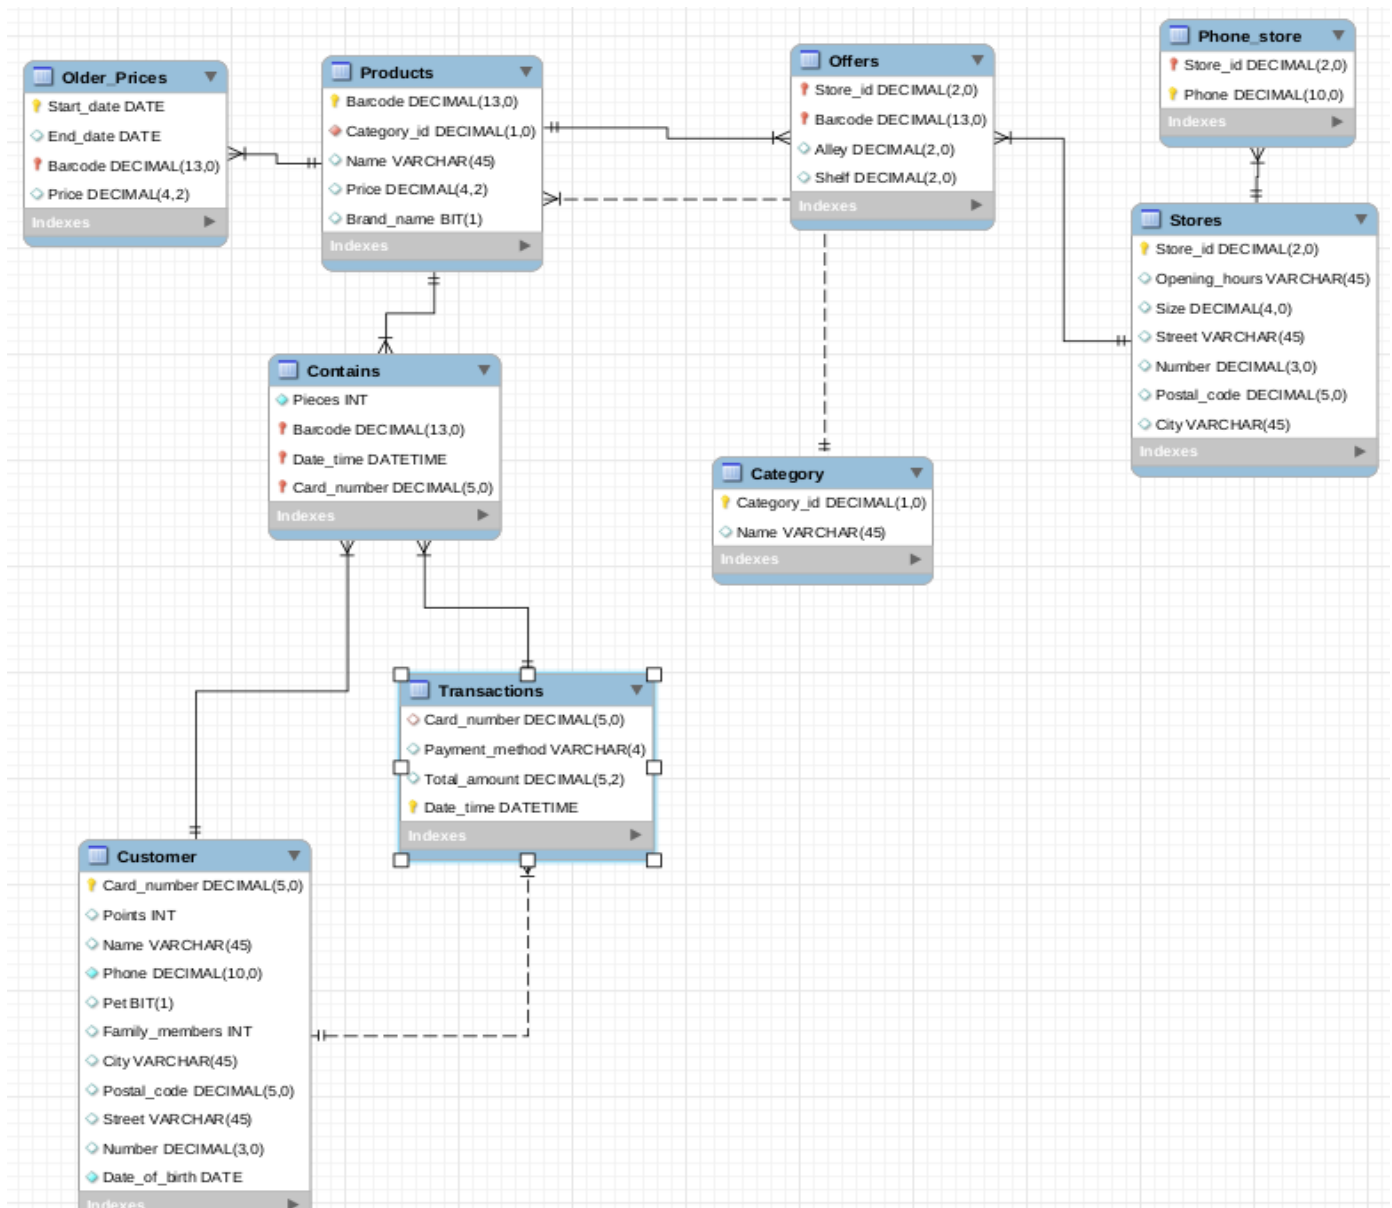 Older_Prices
Start_date DATE
End_date DATE
Barcode DECIMAL(13,0)
Price DECIMAL(4,2)
Indexes
Products
Barcode DECIMAL(13,0)
Category_id DECIMAL(1,0)
Name VARCHAR(45)
Price DECIMAL(4,2)
Brand_name BIT(1)
Indexes
Offers
Store_id DECIMAL(2,0)
Barcode DECIMAL(13,0)
Alley DECIMAL(2,0)
Shelf DECIMAL(2,0)
Indexes
Phone_store
Store_id DECIMAL(2,0)
Phone DECIMAL(10,0)
Indexes
Stores
Store_id DECIMAL(2,0)
Opening_hours VARCHAR(45)
Size DECIMAL(4,0)
Street VARCHAR(45)
Number DECIMAL(3,0)
Postal_code DECIMAL(5,0)
City VARCHAR(45)
Indexes
Contains
Pieces INT
Barcode DECIMAL(13,0)
Date_time DATETIME
Card_number DECIMAL(5,0)
Indexes
Category
Category_id DECIMAL(1,0)
Name VARCHAR(45)
Indexes
Transactions
Card_number DECIMAL(5,0)
Payment_method VARCHAR(4)
Total_amount DECIMAL(5,2)
Date_time DATETIME
Indexes
Customer
Card_number DECIMAL(5,0)
Points INT
Name VARCHAR(45)
Phone DECIMAL(10,0)
Pet BIT(1)
Family_members INT
City VARCHAR(45)
Postal_code DECIMAL(5,0)
Street VARCHAR(45)
Number DECIMAL(3,0)
Date_of_birth DATE
Indexes